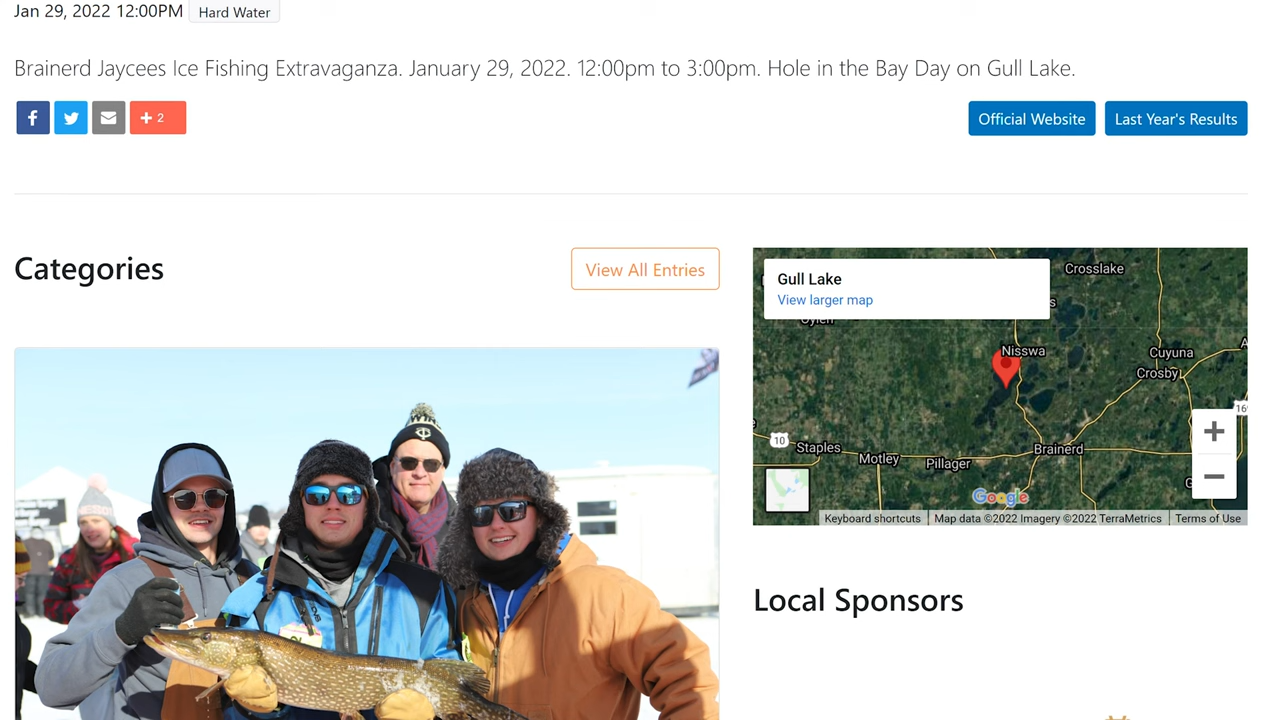 Jan 29, 2022 12:00PM Hard Water
Brainerd Jaycees Ice Fishing Extravaganza. January 29, 2022. 12:00pm to 3:00pm. Hole in the Bay Day on Gull Lake.
f + 2
Official Website Last Year's Results
Categories
View All Entries
Gull Lake
View larger map
Crosslake
Nisswa
Cuyuna
Crosby
10
Staples
Motley
Pillager
Brainerd
Google
Keyboard shortcuts Map data ©2022 Imagery ©2022 TerraMetrics Terms of Use
Local Sponsors